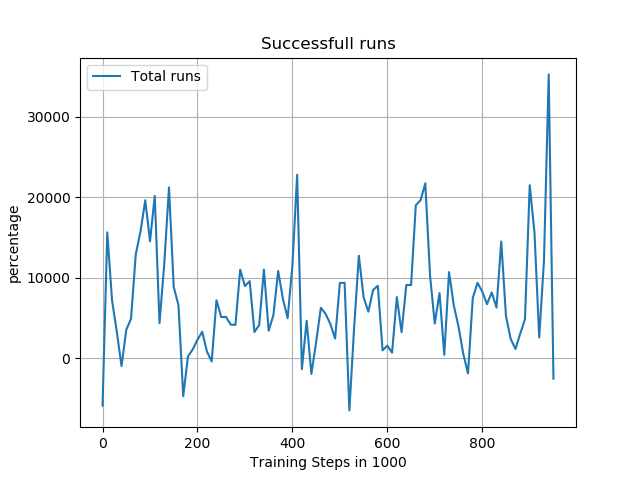 Successfull runs
Total runs
30000
20000
10000
0
percentage
0 200 400 600 800
Training Steps in 1000